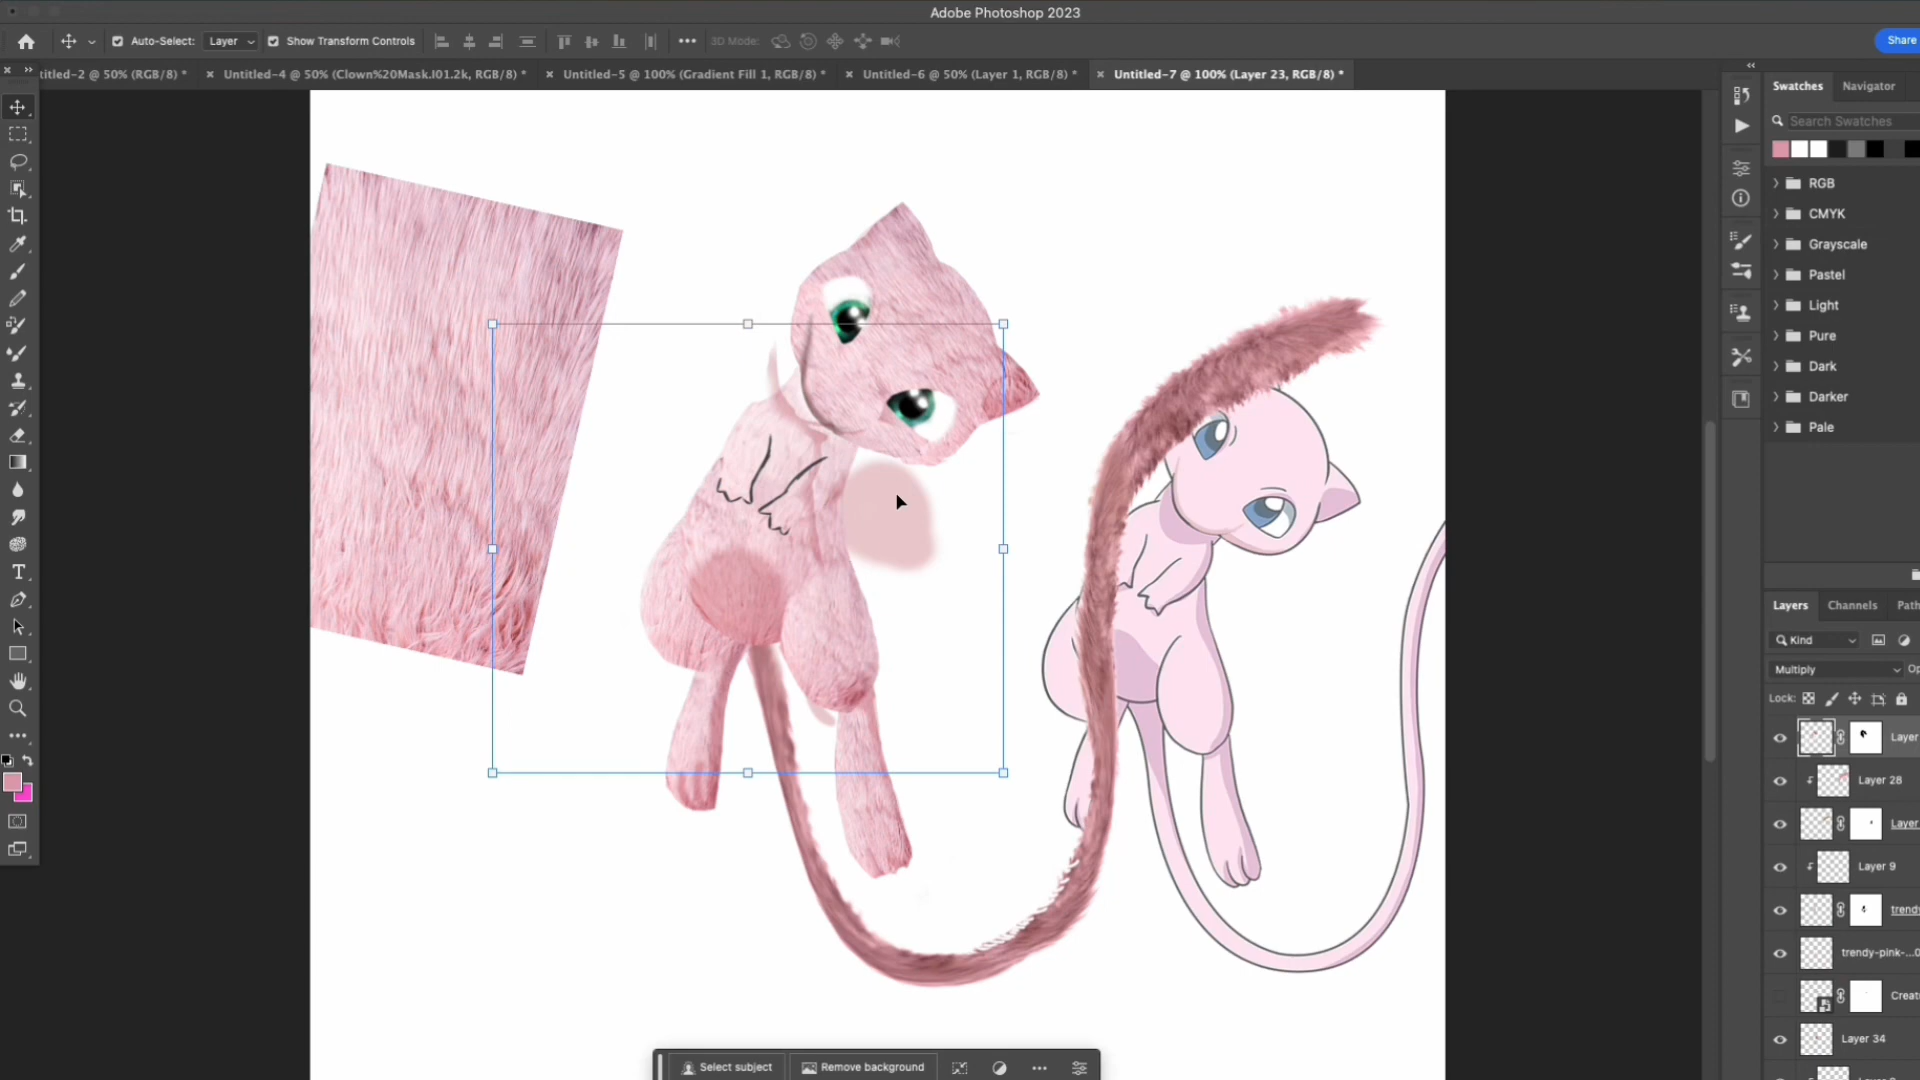 Adobe Photoshop 2023
Auto-Select: Layer Show Transform Controls 3D Mode: Share
titled-2 @ 50% (RGB/8) * Untitled-4 @ 50% (Clown%20Mask.I01.2k, RGB/8) * Untitled-5 @ 100% (Gradient Fill 1, RGB/8) * Untitled-6 @ 50% (Layer 1, RGB/8) * Untitled-7 @ 100% (Layer 23, RGB/8) *
Swatches Navigator
Search Swatches
RGB
CMYK
Grayscale
Pastel
Light
Pure
Dark
Darker
Pale
Layers Channels Path
Kind
Multiply Op
Lock:
Layer
Layer 28
Layer
Layer 9
trendy
trendy-pink-...0
Creat
Layer 34
Select subject Remove background